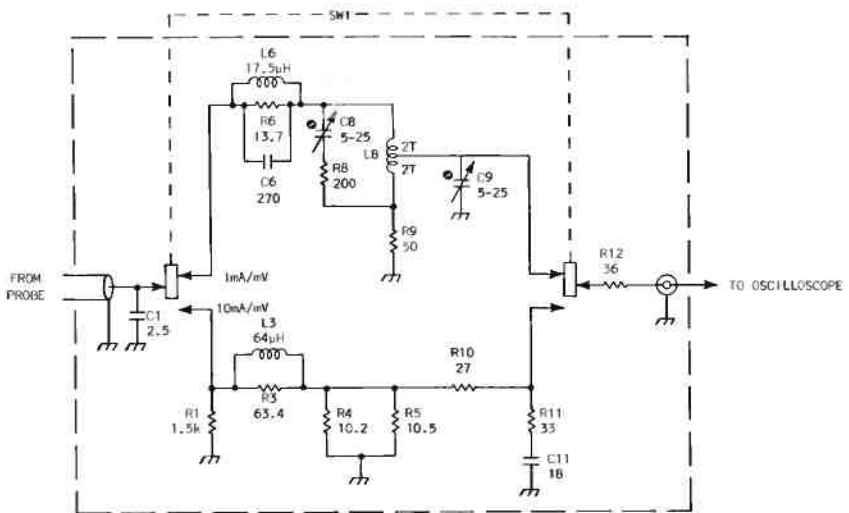 SW1
L6
17.5μH
R6
13.7
C6
270
C8
5-25
R8
200
L8
2T
2T
C9
5-25
R9
50
R12
36
FROM
PROBE
TO OSCILLOSCOPE
1mA/mV
10mA/mV
C1
2.5
L3
64μH
R3
63.4
R1
1.5k
R4
10.2
R5
10.5
R10
27
R11
33
C11
18